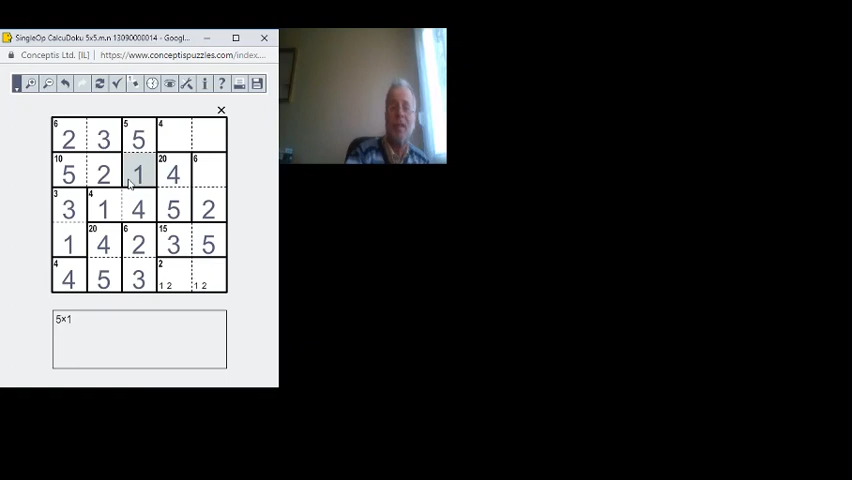 SingleOp CalcuDoku 5x5.m.n 13090000014 - Googl...
Conceptis Ltd. [IL] https://www.conceptispuzzles.com/index....
6 5 4
2 3 5
10 20 6
5 2 1 4
3 4
3 1 4 5 2
20 6 15
1 4 2 3 5
4 2
4 5 3 1 2 1 2
5×1